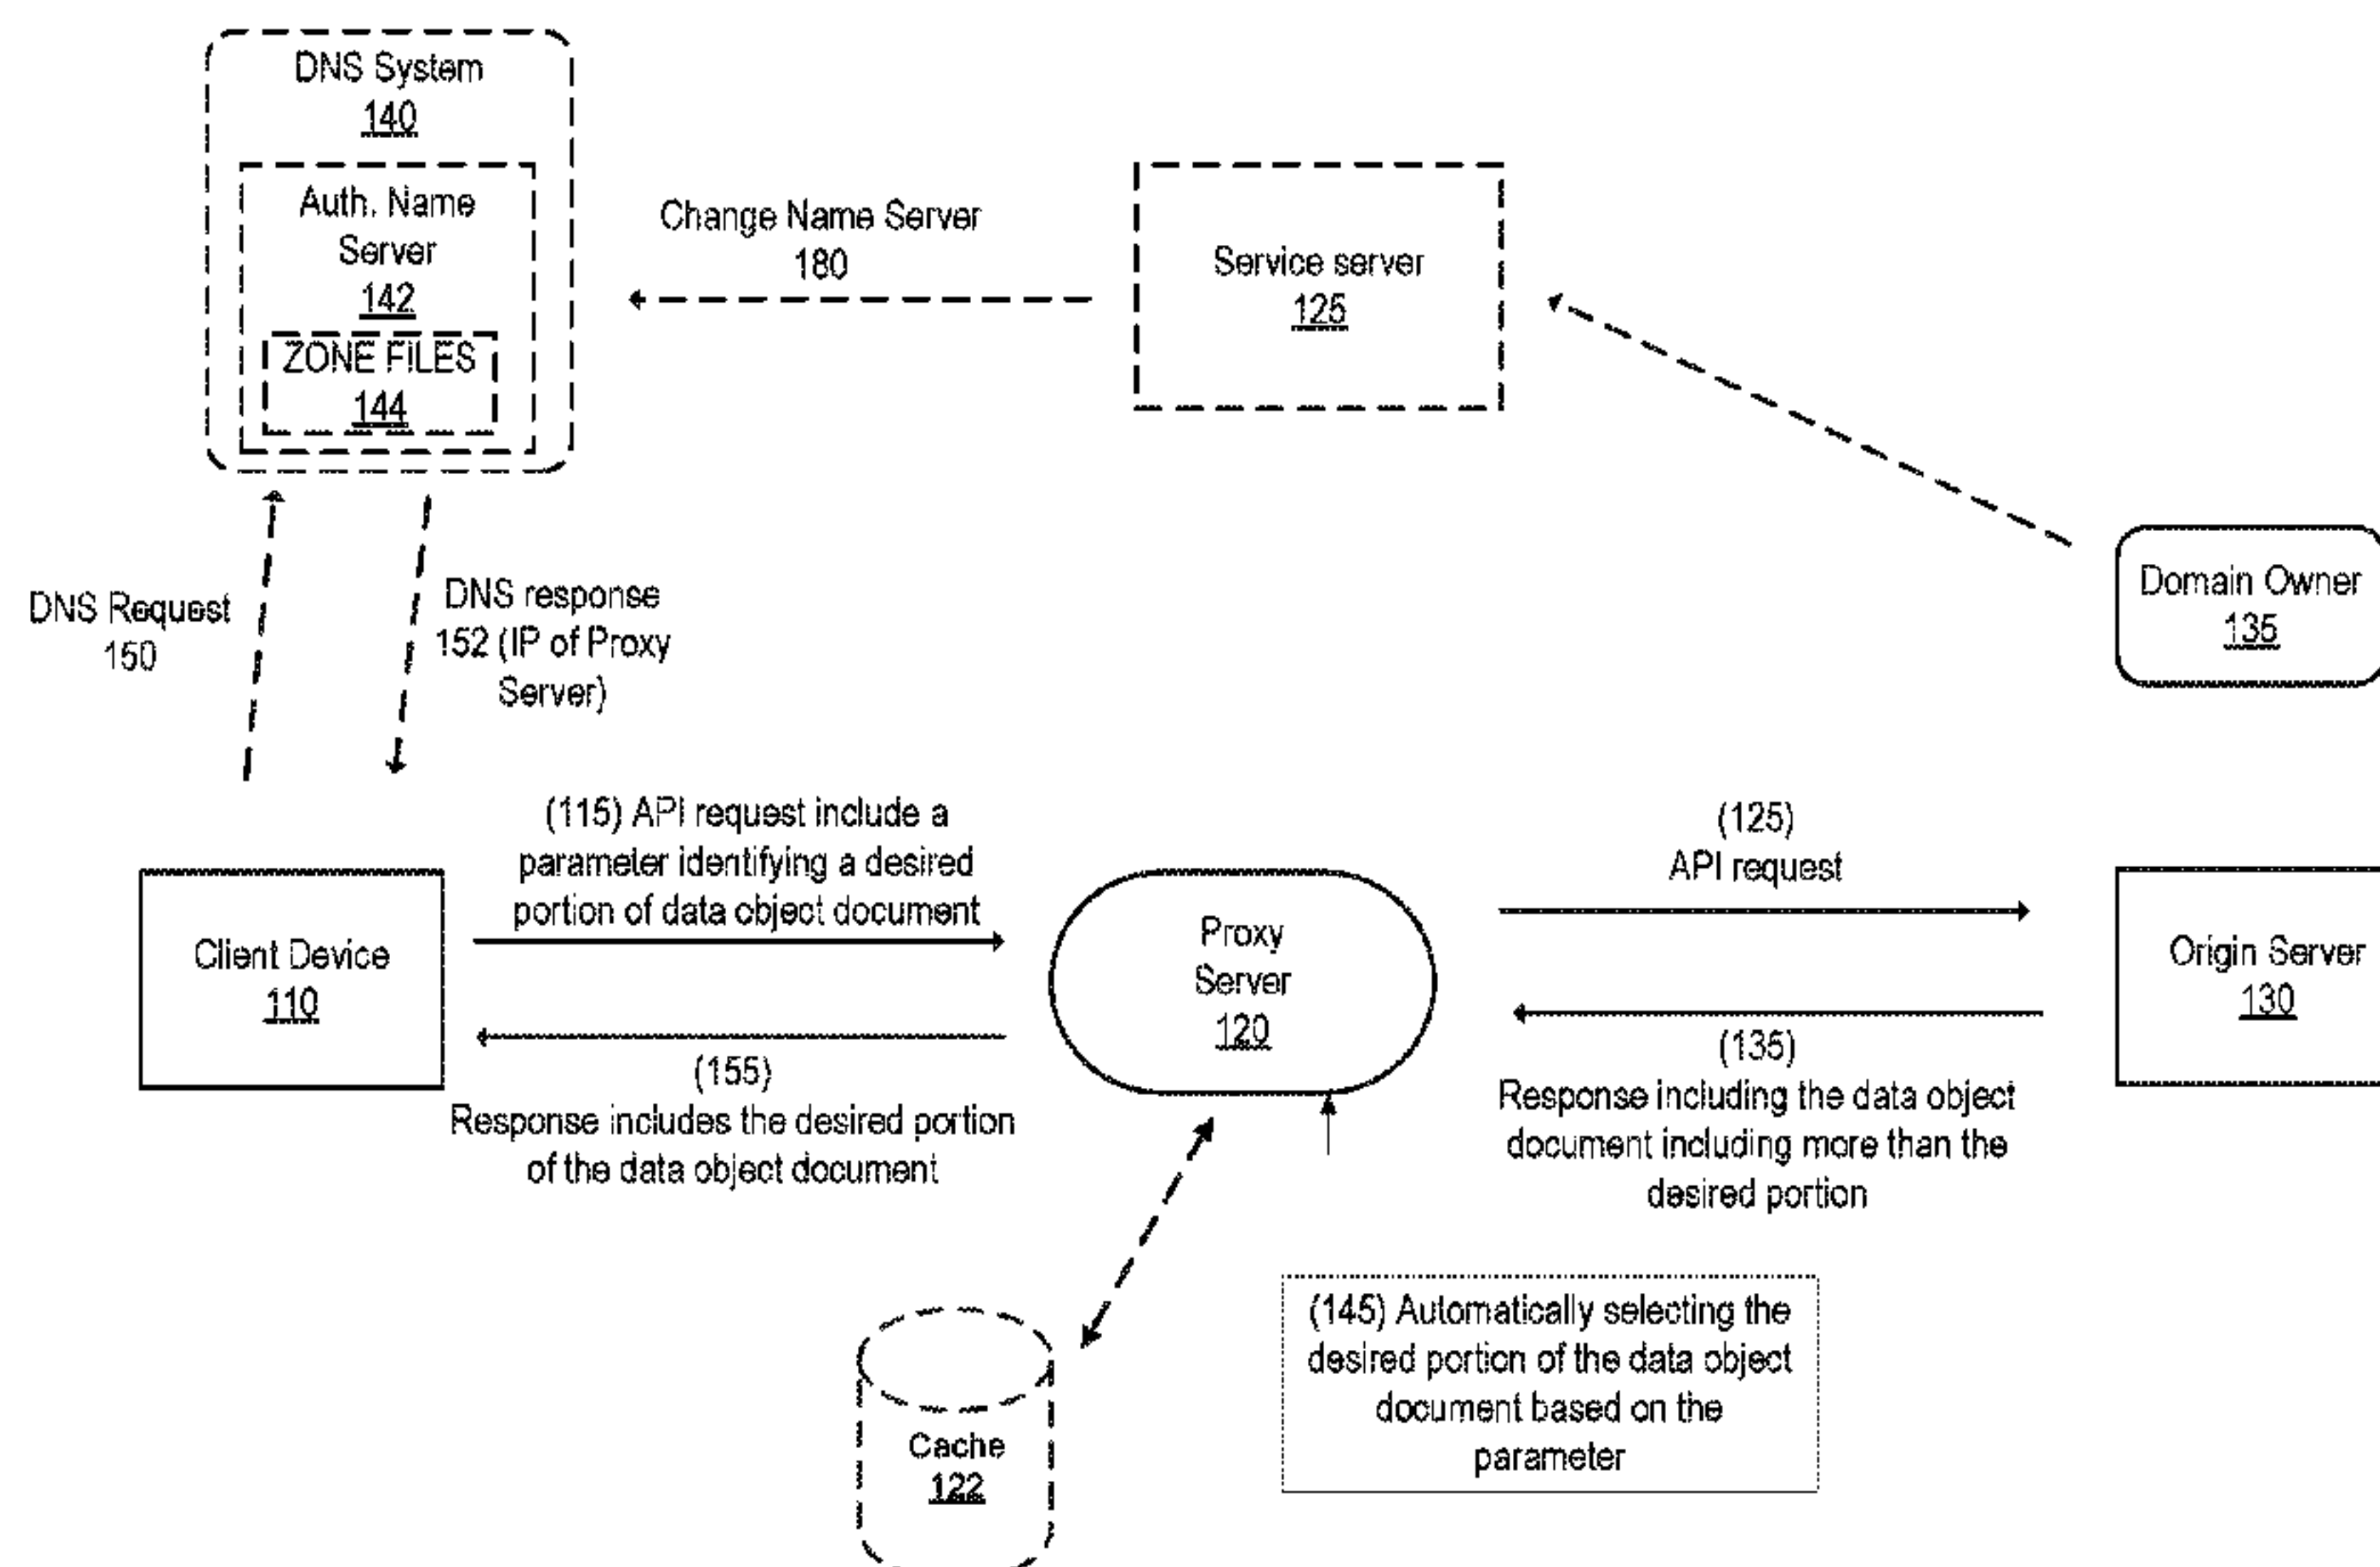 DNS System
140
Auth. Name
Server
142
ZONE FILES
144
Change Name Server
180
Service server
125
DNS Request
150
DNS response
152 (IP of Proxy
Server)
Domain Owner
135
(115) API request include a
parameter identifying a desired
portion of data object document
(125)
API request
Client Device
110
Proxy
Server
120
Origin Server
130
(155)
Response includes the desired portion
of the data object document
(135)
Response including the data object
document including more than the
desired portion
(145) Automatically selecting the
desired portion of the data object
document based on the
parameter
Cache
122